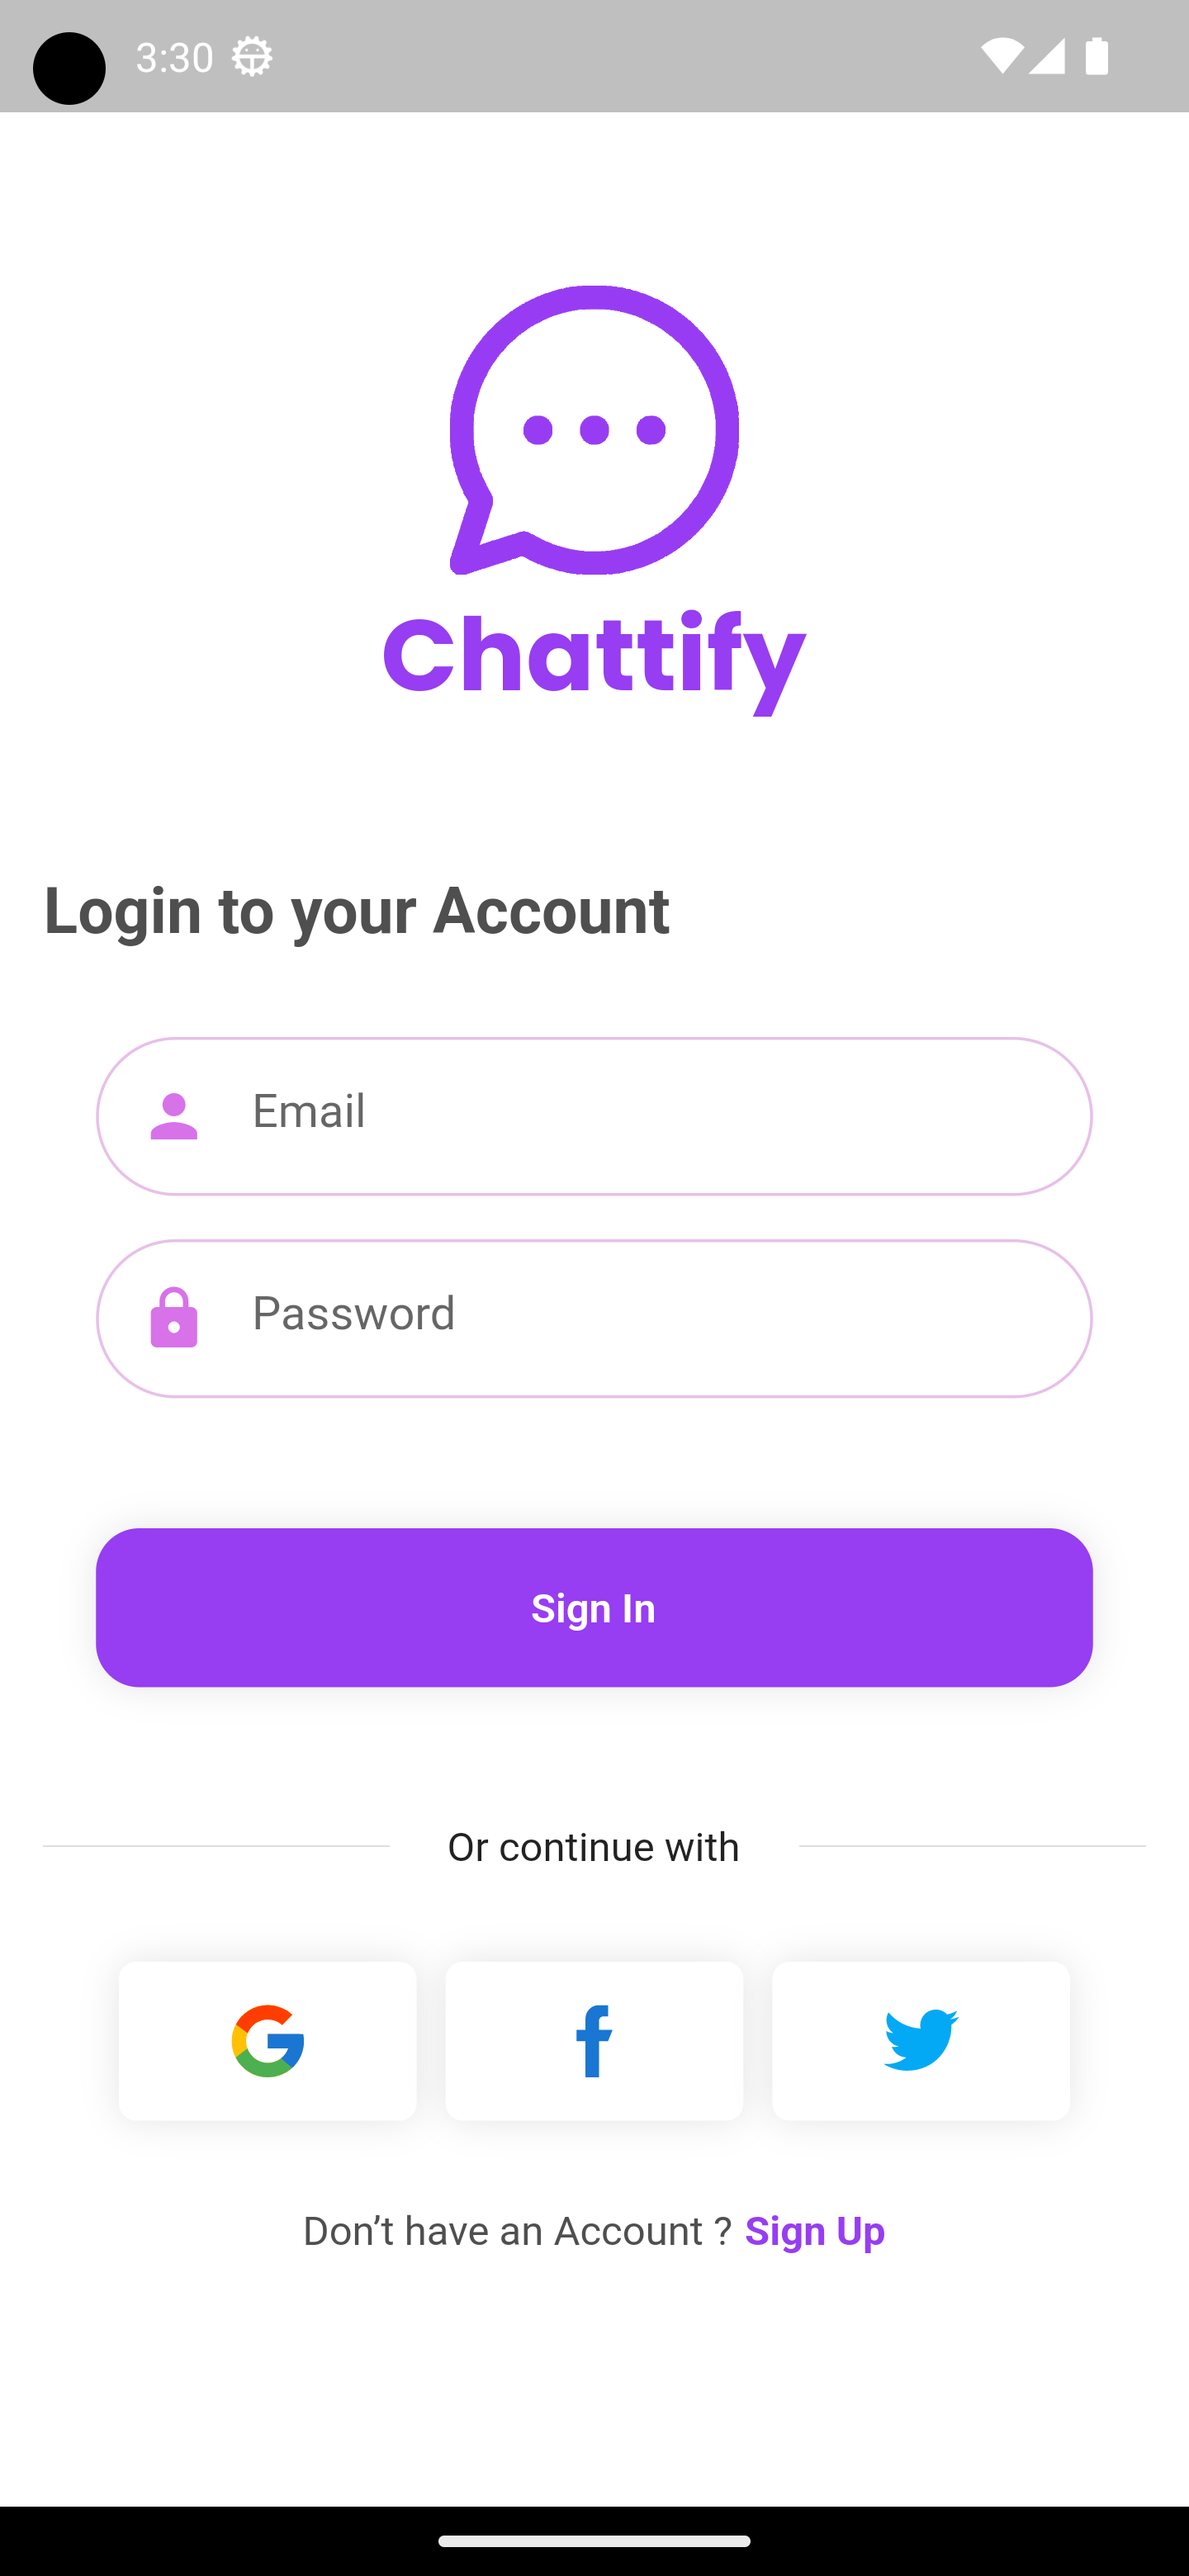 3:30
Chattify
Login to your Account
Email
Password
Sign In
Or continue with
Don’t have an Account ? Sign Up